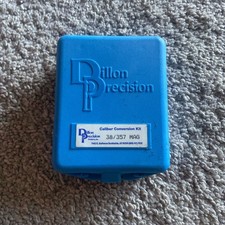 Dillon
Precision
Dillon
Precision
Caliber Conversion Kit
38/357 MAG